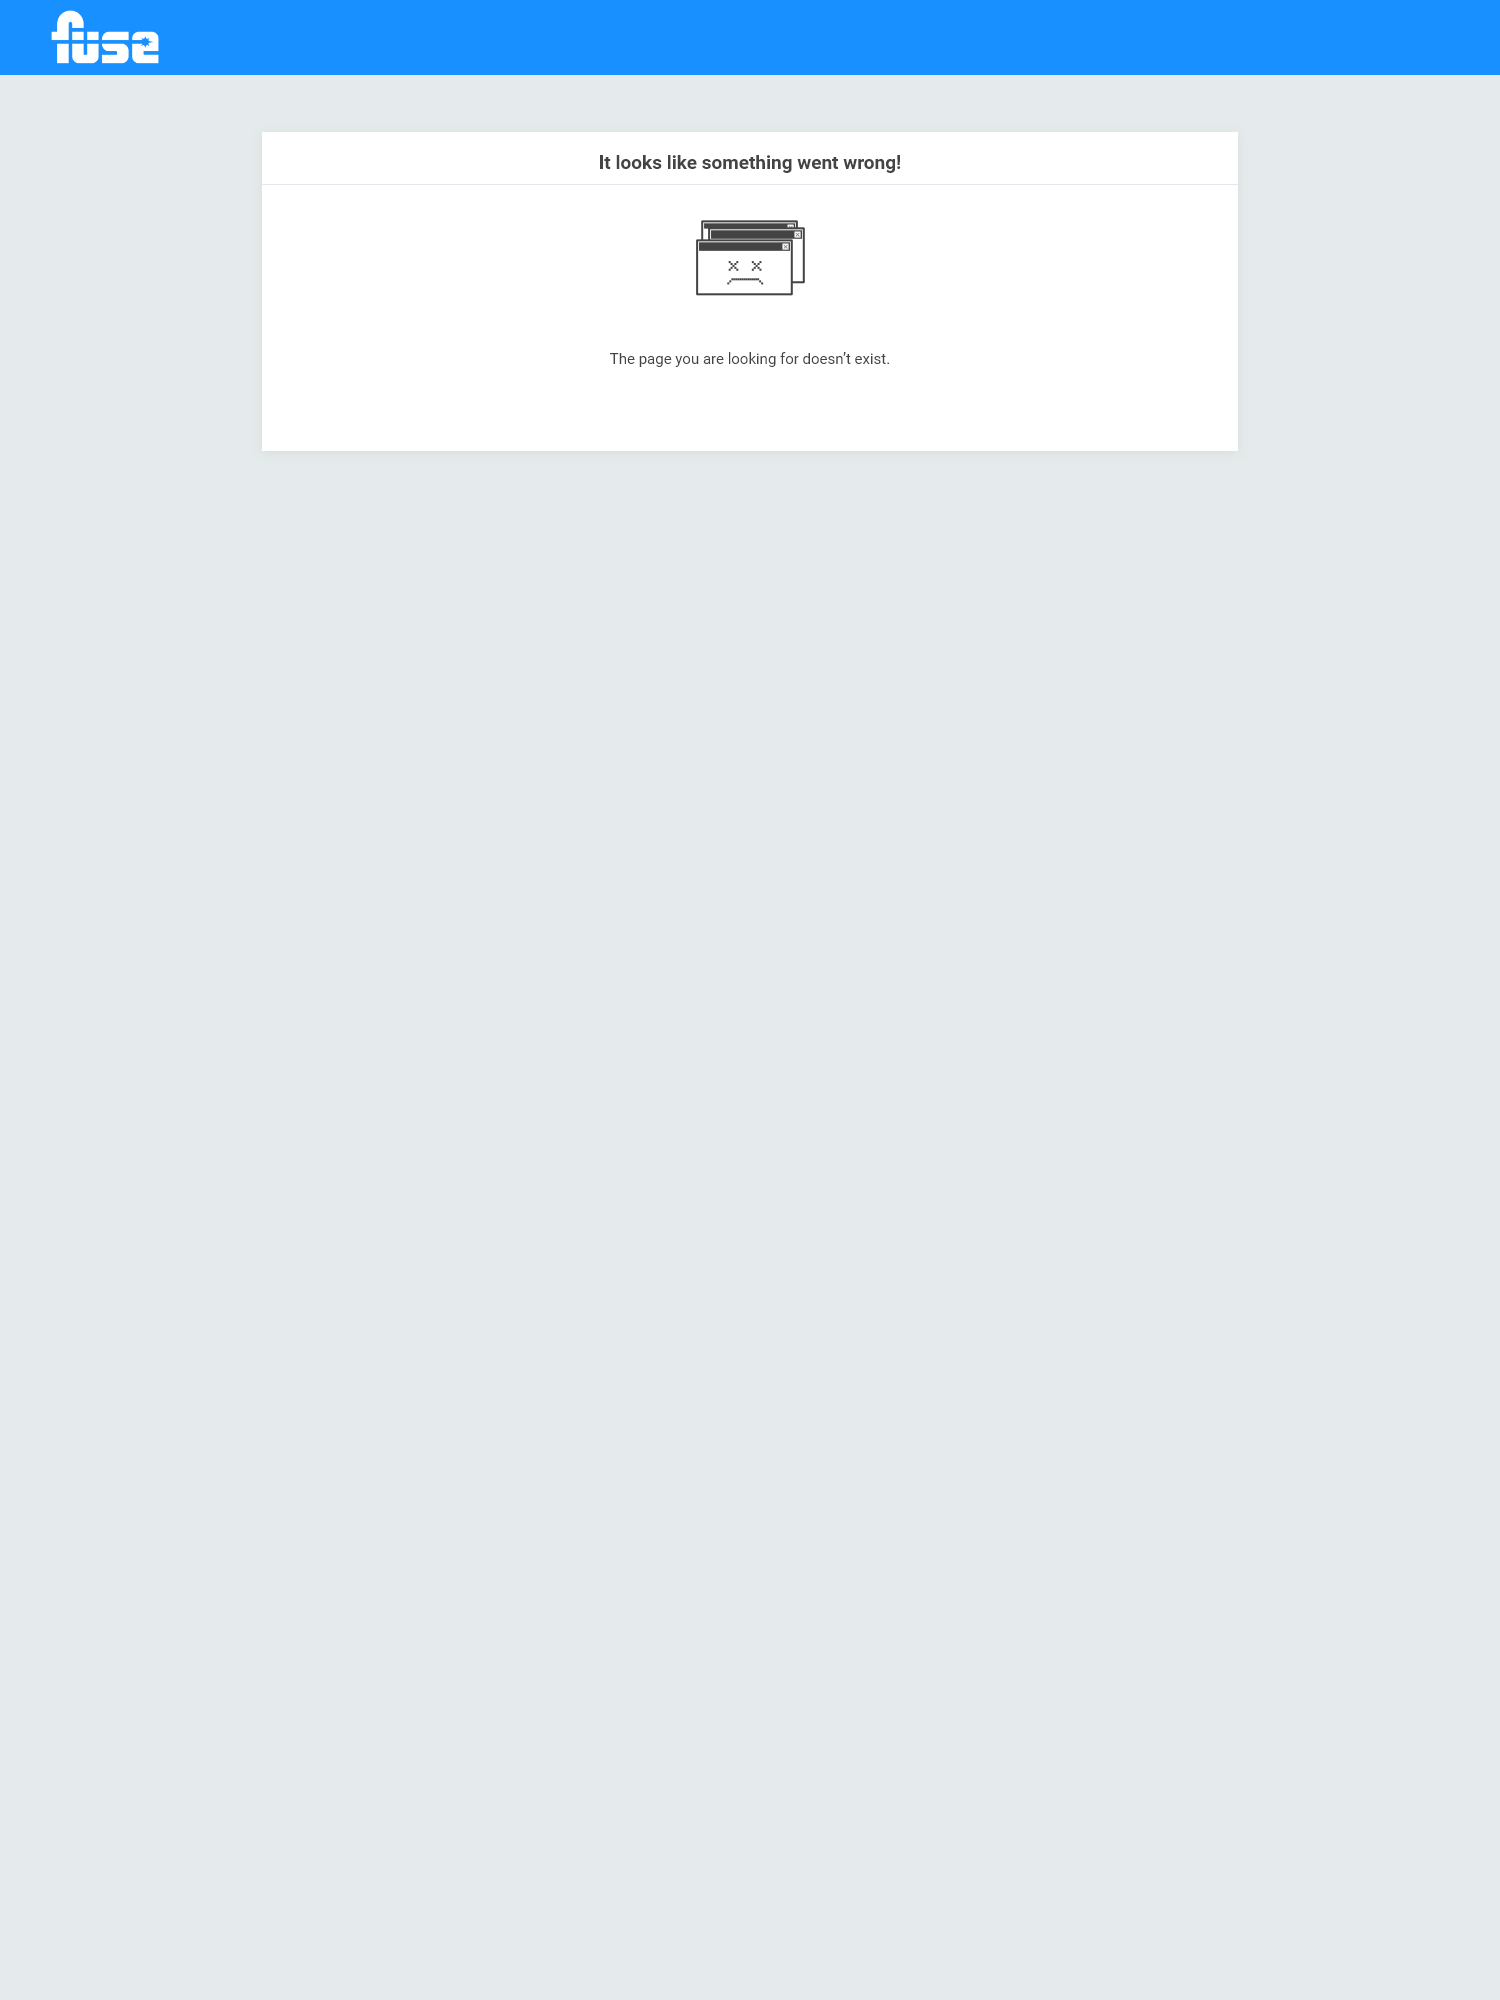 fuse
It looks like something went wrong!
The page you are looking for doesn’t exist.